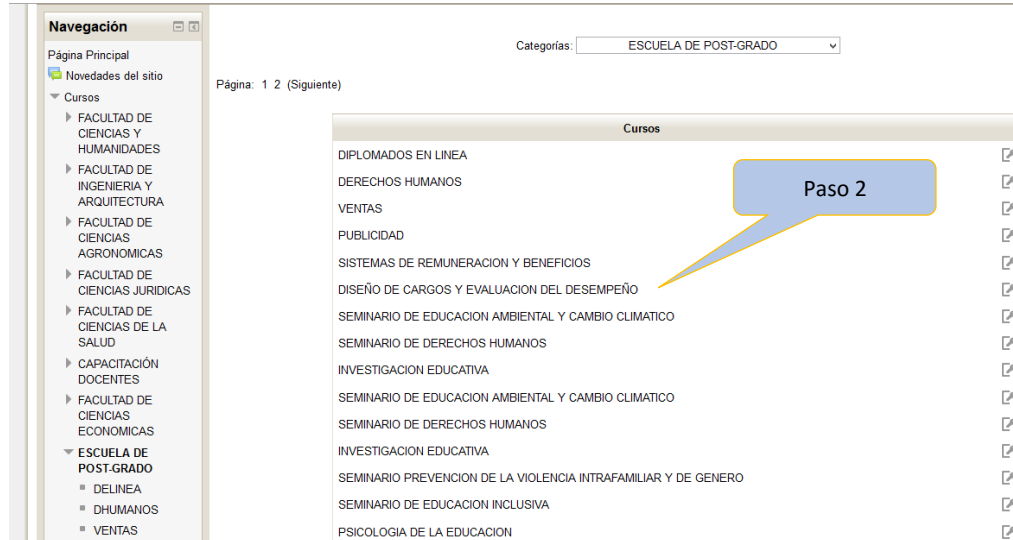 Navegación
Página Principal
Novedades del sitio
Cursos
FACULTAD DE
CIENCIAS Y
HUMANIDADES
FACULTAD DE
INGENIERIA Y
ARQUITECTURA
FACULTAD DE
CIENCIAS
AGRONOMICAS
FACULTAD DE
CIENCIAS JURIDICAS
FACULTAD DE
CIENCIAS DE LA
SALUD
CAPACITACIÓN
DOCENTES
FACULTAD DE
CIENCIAS
ECONOMICAS
ESCUELA DE
POST-GRADO
DELINEA
DHUMANOS
VENTAS
Categorías: ESCUELA DE POST-GRADO
Página: 1 2 (Siguiente)
Cursos
DIPLOMADOS EN LINEA
DERECHOS HUMANOS
VENTAS
PUBLICIDAD
SISTEMAS DE REMUNERACION Y BENEFICIOS
DISEÑO DE CARGOS Y EVALUACION DEL DESEMPEÑO
SEMINARIO DE EDUCACION AMBIENTAL Y CAMBIO CLIMATICO
SEMINARIO DE DERECHOS HUMANOS
INVESTIGACION EDUCATIVA
SEMINARIO DE EDUCACION AMBIENTAL Y CAMBIO CLIMATICO
SEMINARIO DE DERECHOS HUMANOS
INVESTIGACION EDUCATIVA
SEMINARIO PREVENCION DE LA VIOLENCIA INTRAFAMILIAR Y DE GENERO
SEMINARIO DE EDUCACION INCLUSIVA
PSICOLOGIA DE LA EDUCACION
Paso 2